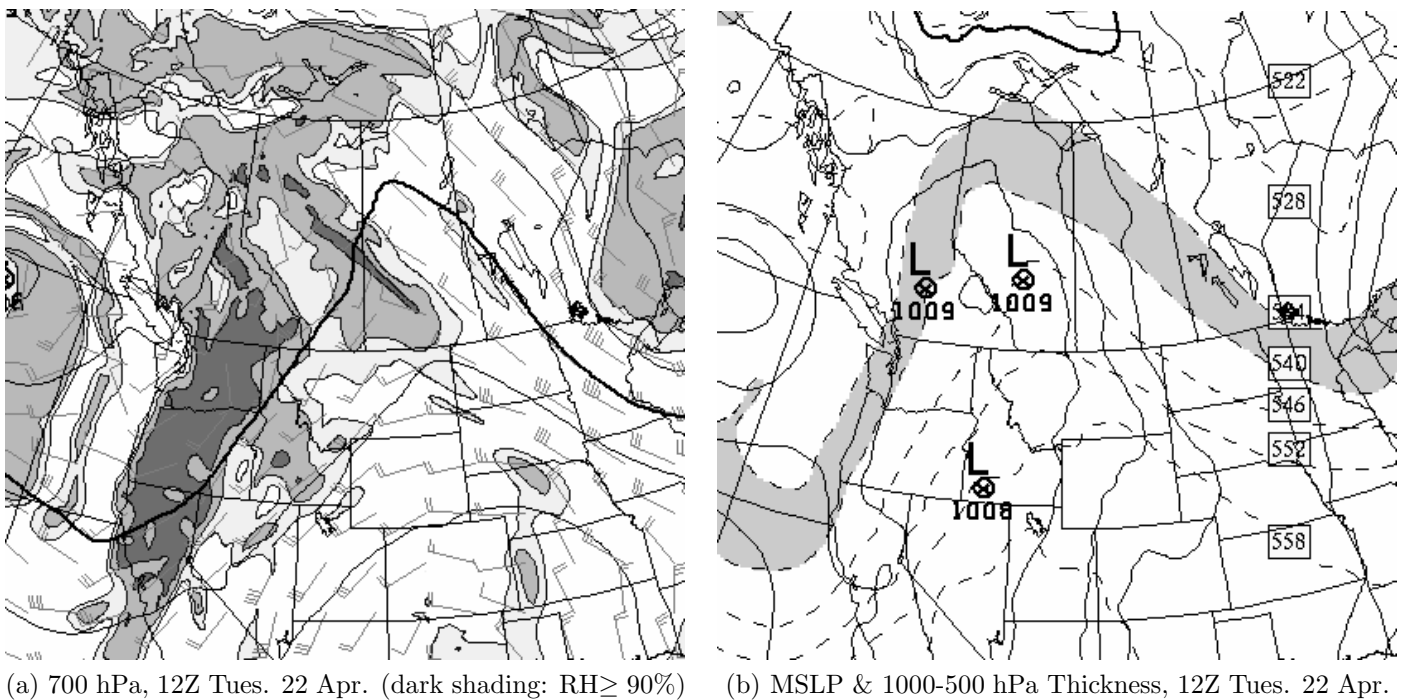 522
528
L
L
1009
1009
540
546
552
L
1008
558
(a) 700 hPa, 12Z Tues. 22 Apr. (dark shading: RH≥ 90%)
(b) MSLP & 1000-500 hPa Thickness, 12Z Tues. 22 Apr.